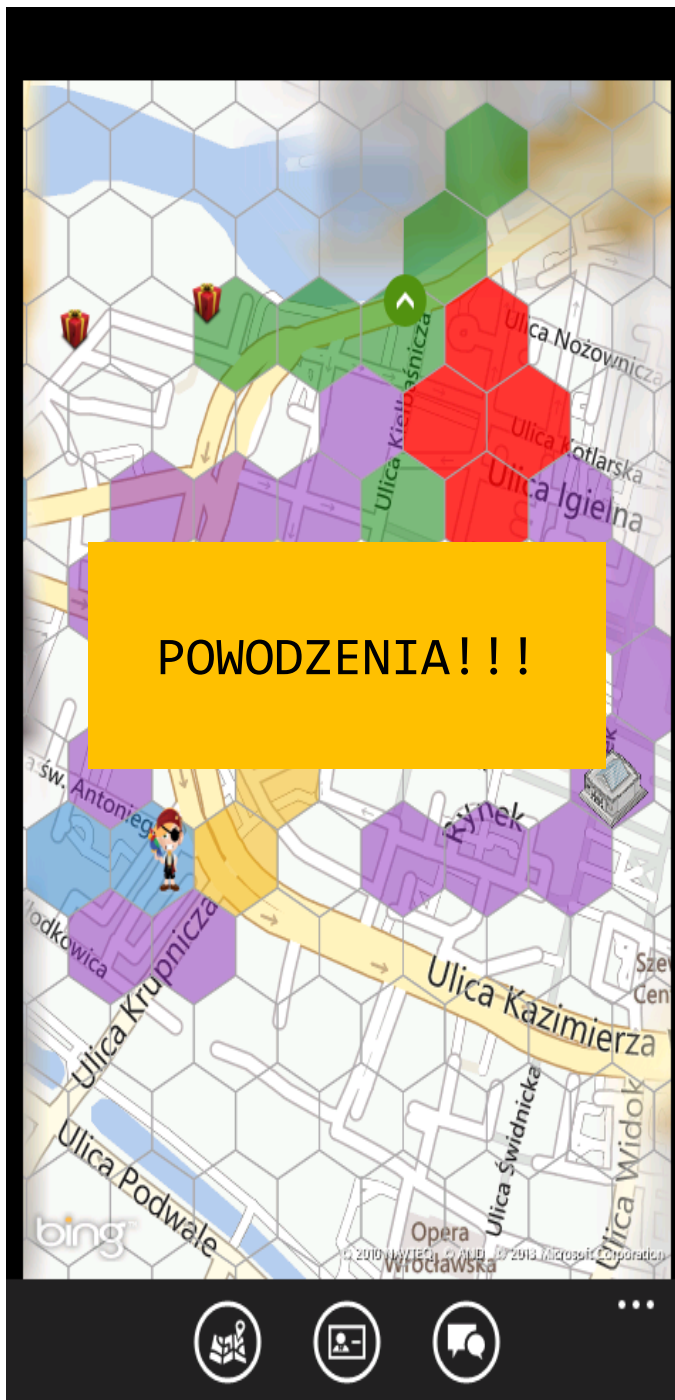 Ulica Nożownicza
Ulica Kiełbaśnicza
Ulica Kotlarska
Ulica Igielna
POWODZENIA!!!
św. Antoniego
Rynek
Ulica Krupnicza
Ulica Kazimierza
Ulica Świdnicka
Ulica Widok
Ulica Podwale
bing
Opera
Wrocławska
© 2010 NAVTEQ © AND © 2013 Microsoft Corporation